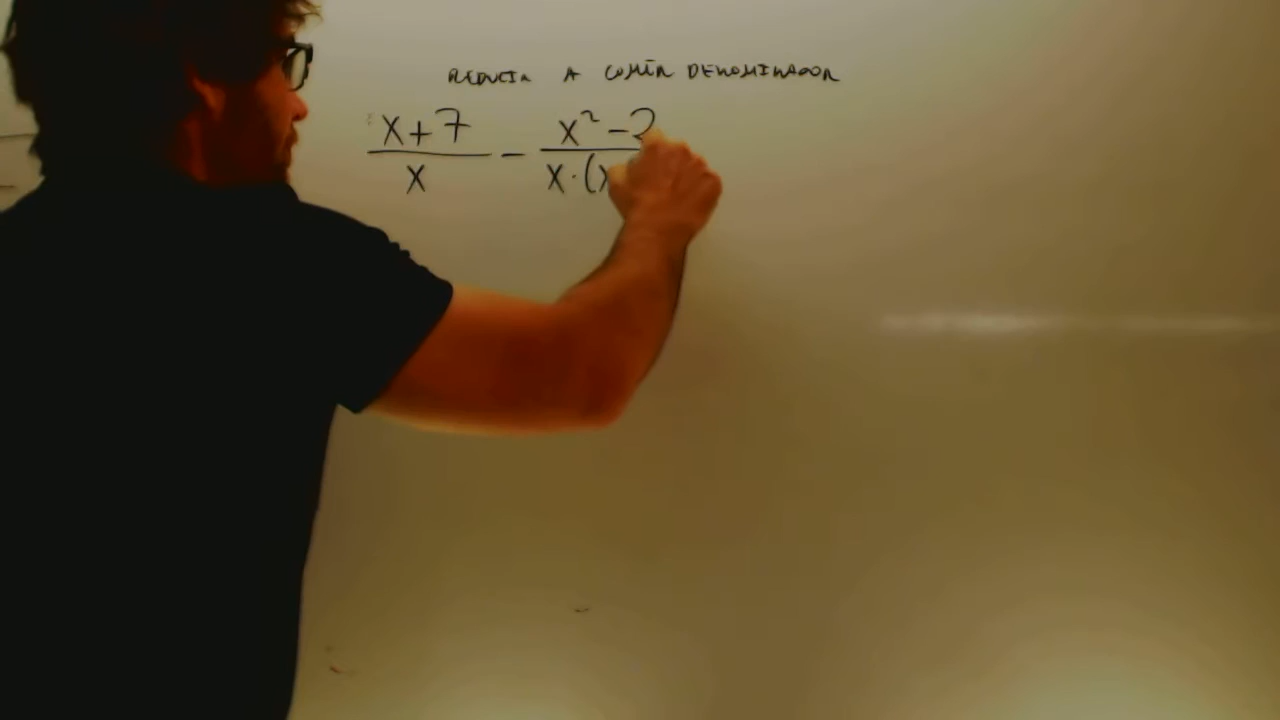 REDUCIR A COMÚN DENOMINADOR
x+7 x² -2
x - x·(x